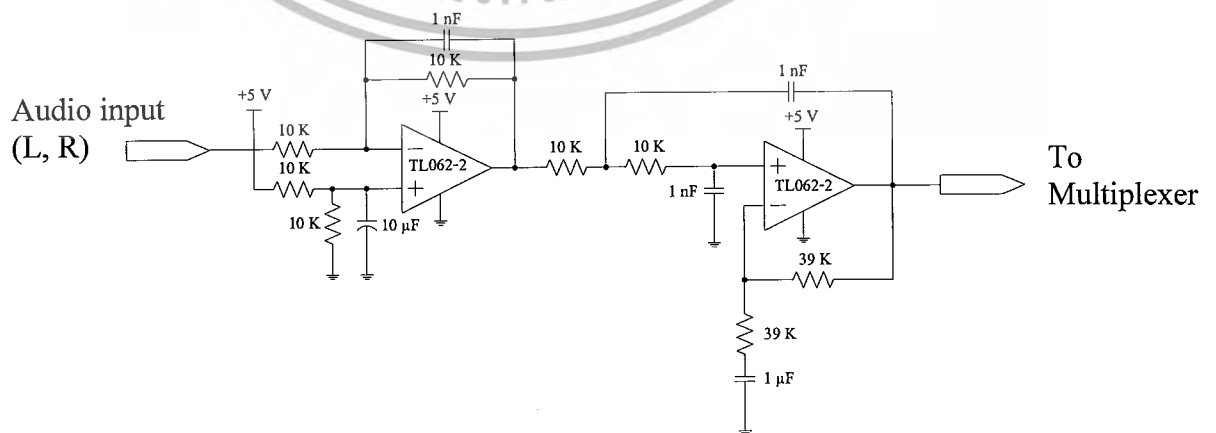 1 nF
10 K
+5 V
+5 V
Audio input
(L, R)
10 K
TL062-2
10 K
10 K
10 µF
10 K
10 K
1 nF
1 nF
+5 V
TL062-2
39 K
39 K
1 µF
To
Multiplexer